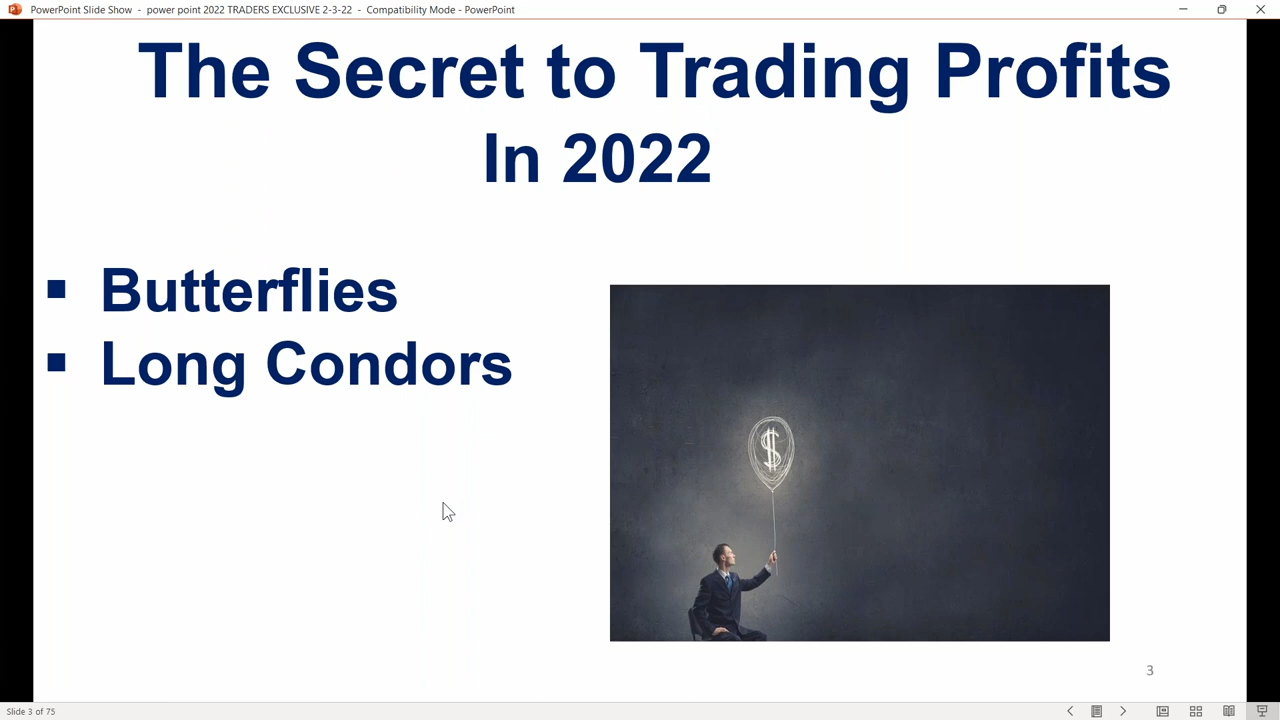 PowerPoint Slide Show - power point 2022 TRADERS EXCLUSIVE 2-3-22 - Compatibility Mode - PowerPoint
The Secret to Trading Profits
In 2022
▪ Butterflies
▪ Long Condors
$
3
Slide 3 of 75